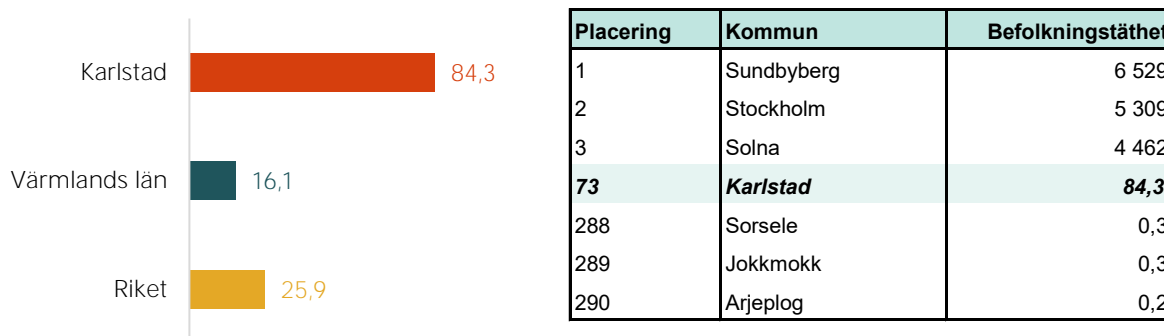 Karlstad 84,3
Värmlands län 16,1
Riket 25,9
Placering Kommun Befolkningstäthet
1 Sundbyberg 6 529
2 Stockholm 5 309
3 Solna 4 462
73 Karlstad 84,3
288 Sorsele 0,3
289 Jokkmokk 0,3
290 Arjeplog 0,2